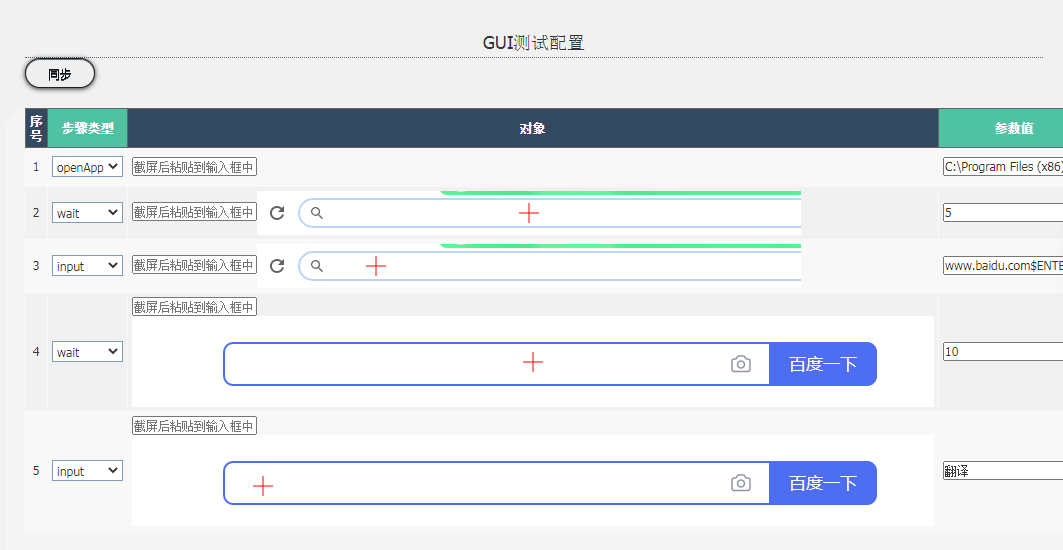 GUI测试配置
同步
序号 步骤类型 对象 参数值
1 openApp 截屏后粘贴到输入框中 C:\Program Files (x86)
2 wait 截屏后粘贴到输入框中 5
3 input 截屏后粘贴到输入框中 www.baidu.com$ENTE
截屏后粘贴到输入框中
4 wait 百度一下 10
截屏后粘贴到输入框中
5 input 百度一下 翻译